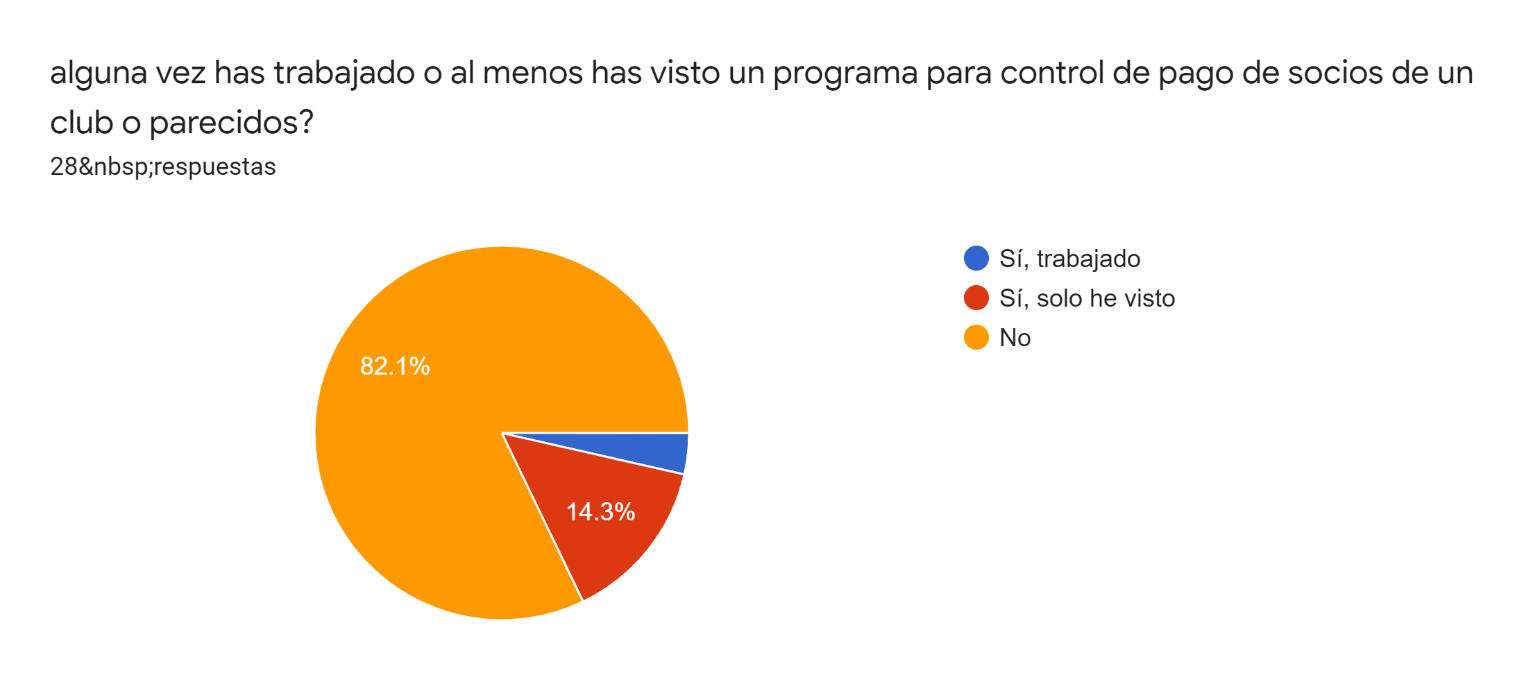 alguna vez has trabajado o al menos has visto un programa para control de pago de socios de un
club o parecidos?
28&nbsp;respuestas
Sí, trabajado
Sí, solo he visto
No
82.1%
14.3%